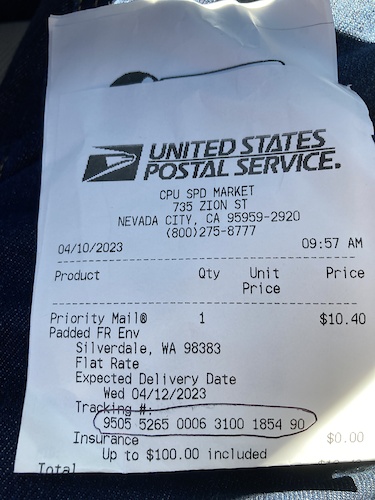 UNITED STATES
POSTAL SERVICE.
CPU SPD MARKET
735 ZION ST
NEVADA CITY, CA 95959-2920
(800)275-8777
04/10/2023 09:57 AM
Product Qty Unit Price
Price
Priority Mail® 1 $10.40
Padded FR Env
Silverdale, WA 98383
Flat Rate
Expected Delivery Date
Wed 04/12/2023
Tracking #:
9505 5265 0006 3100 1854 90
Insurance $0.00
Up to $100.00 included
Total